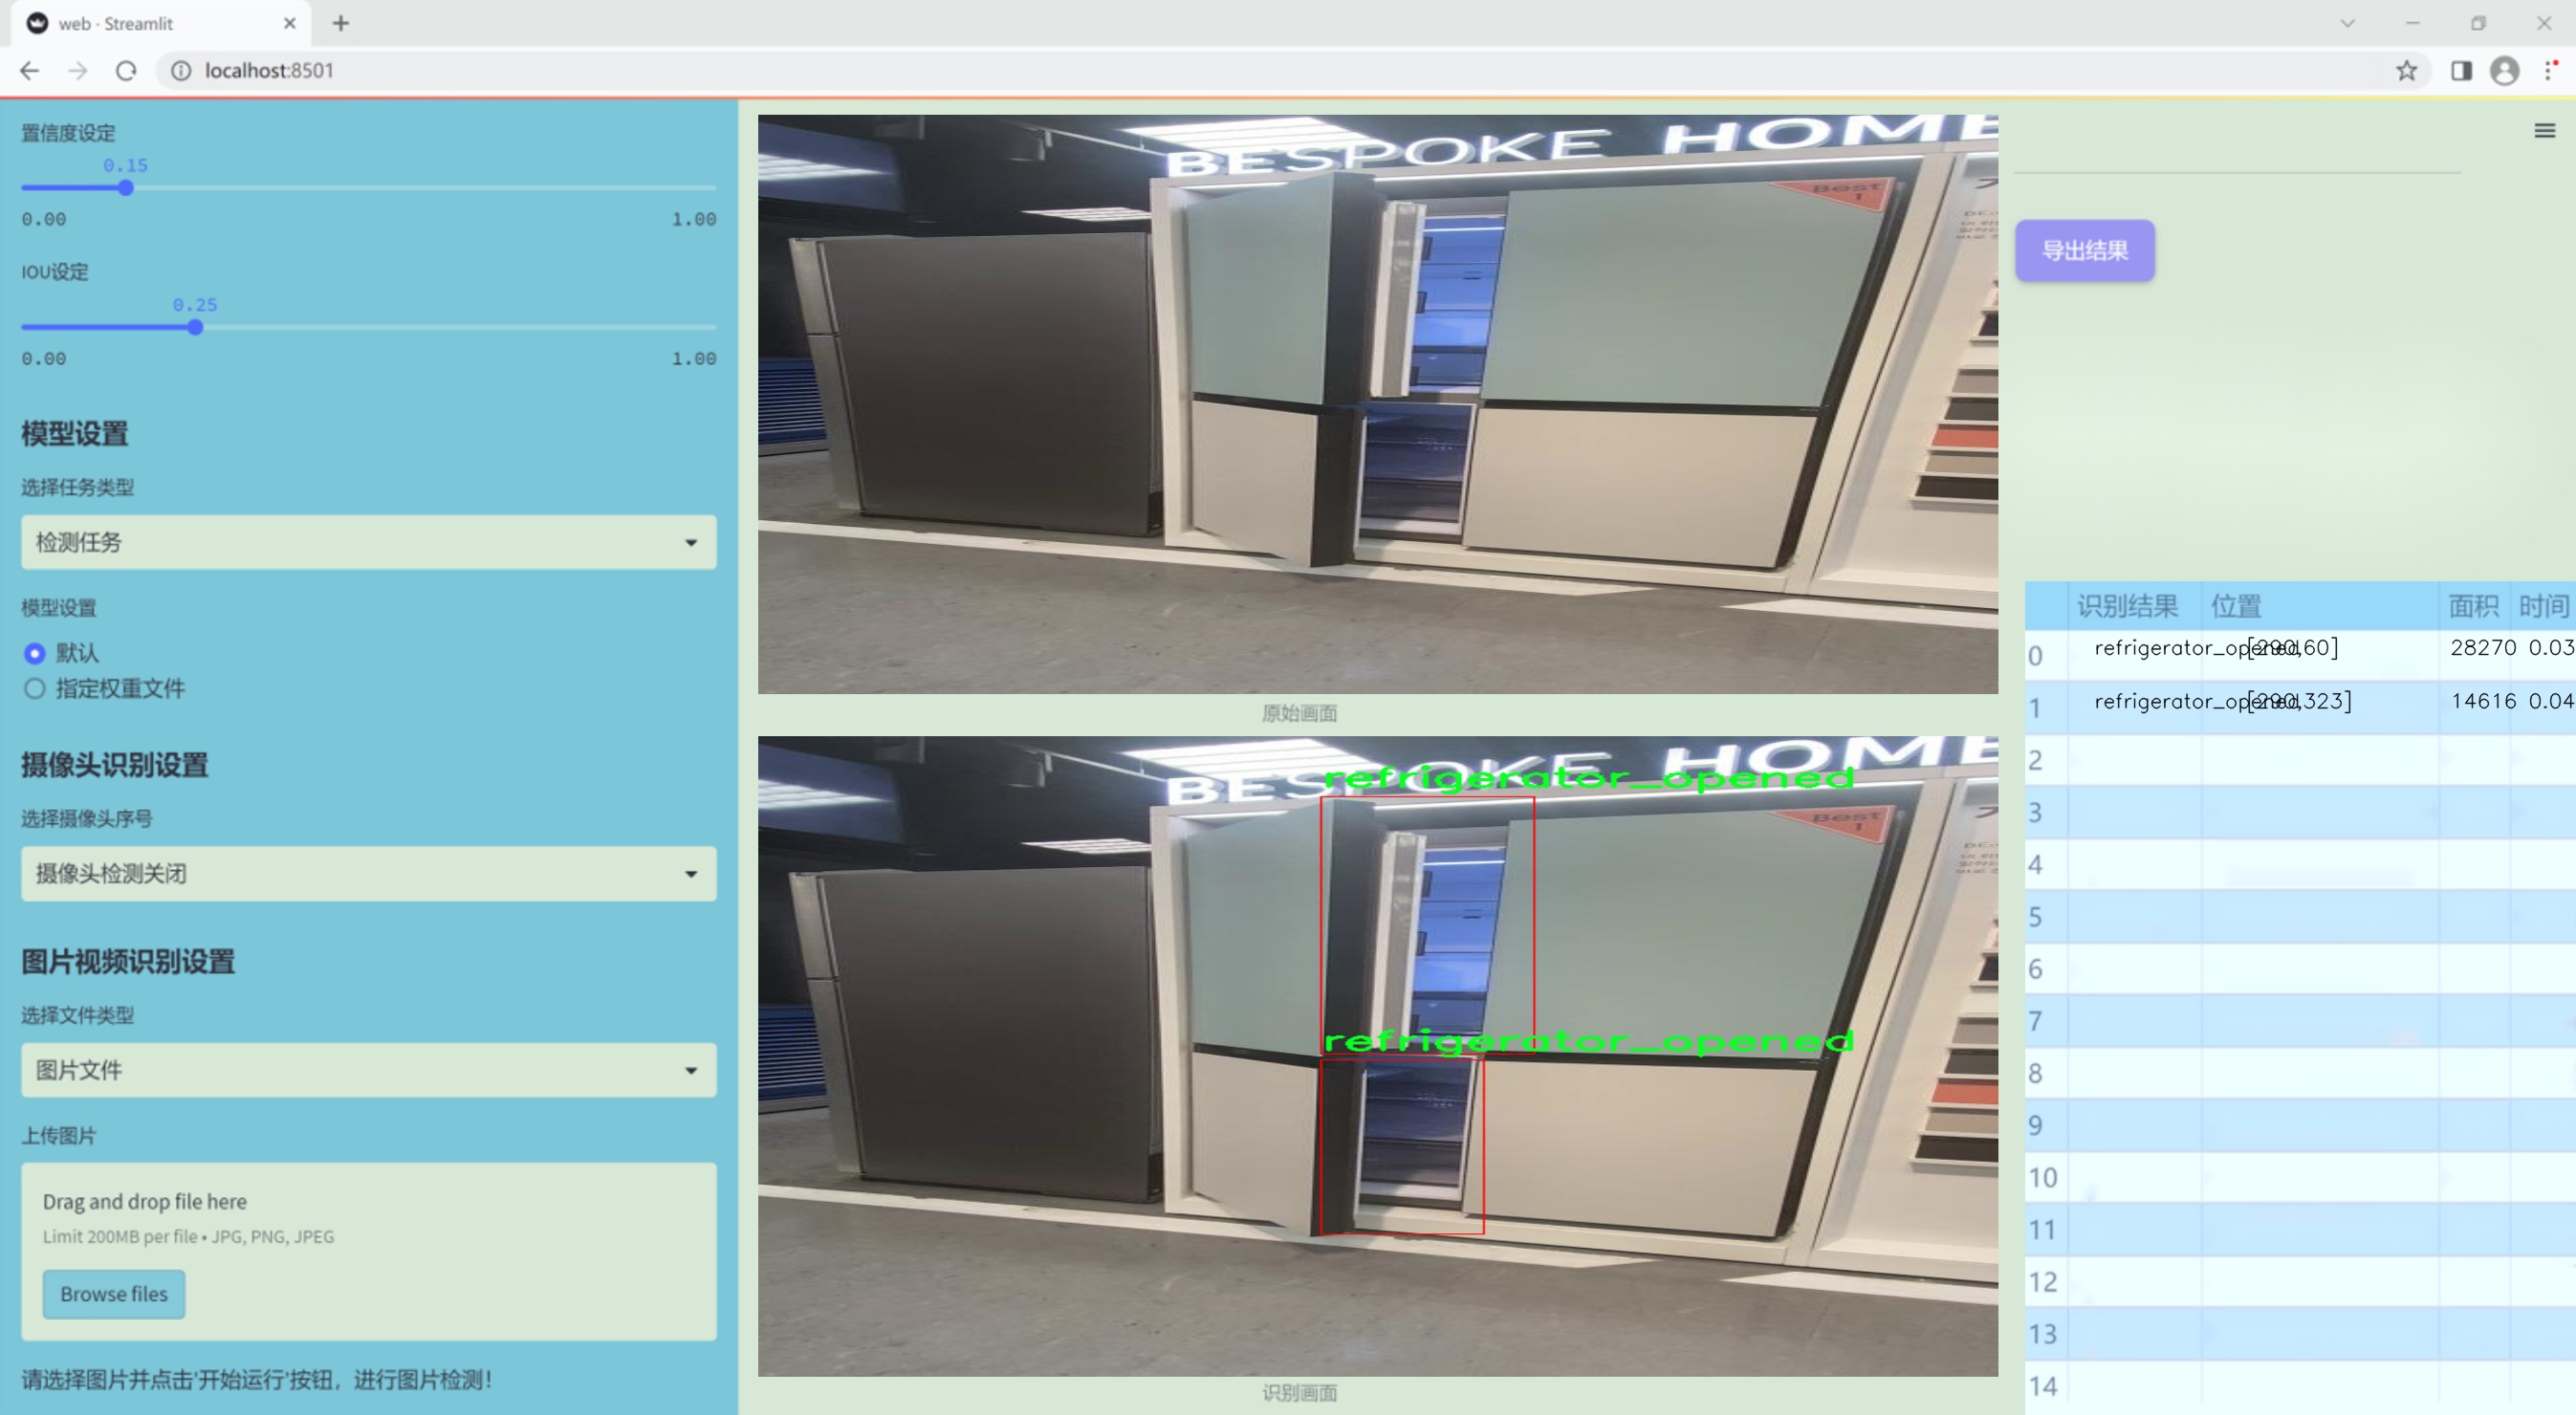 web · Streamlit
localhost:8501
置信度设定
0.15
0.00 1.00
IOU设定
0.25
0.00 1.00
模型设置
选择任务类型
检测任务
模型设置
默认
指定权重文件
摄像头识别设置
选择摄像头序号
摄像头检测关闭
图片视频识别设置
选择文件类型
图片文件
上传图片
Drag and drop file here
Limit 200MB per file • JPG, PNG, JPEG
Browse files
请选择图片并点击'开始运行'按钮，进行图片检测！
BESPOKE HOME
Best
1
原始画面
BESPOKE HOME
refrigerator_opened
Best
1
refrigerator_opened
识别画面
导出结果
识别结果 位置 面积 时间
0 refrigerator_opened [290,60] 28270 0.03
1 refrigerator_opened [290,323] 14616 0.04
2
3
4
5
6
7
8
9
10
11
12
13
14